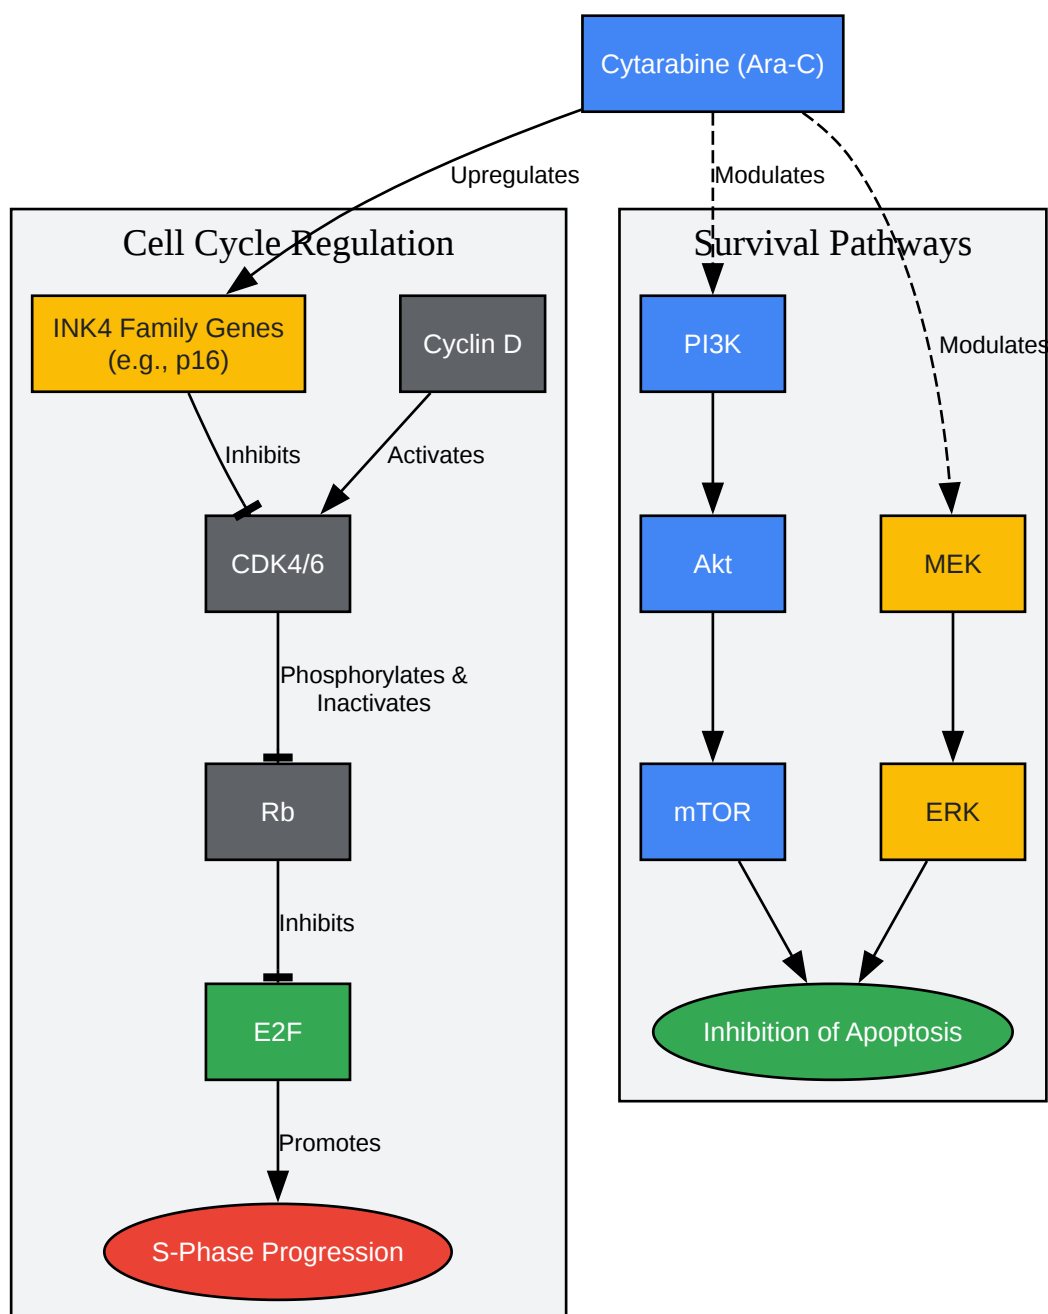 Cytarabine (Ara-C)
Upregulates
Modulates
Cell Cycle Regulation
Survival Pathways
INK4 Family Genes
(e.g., p16)
Cyclin D
PI3K
Modulates
Inhibits
Activates
CDK4/6
Akt
MEK
Phosphorylates &
Inactivates
Rb
mTOR
ERK
Inhibits
E2F
Inhibition of Apoptosis
Promotes
S-Phase Progression